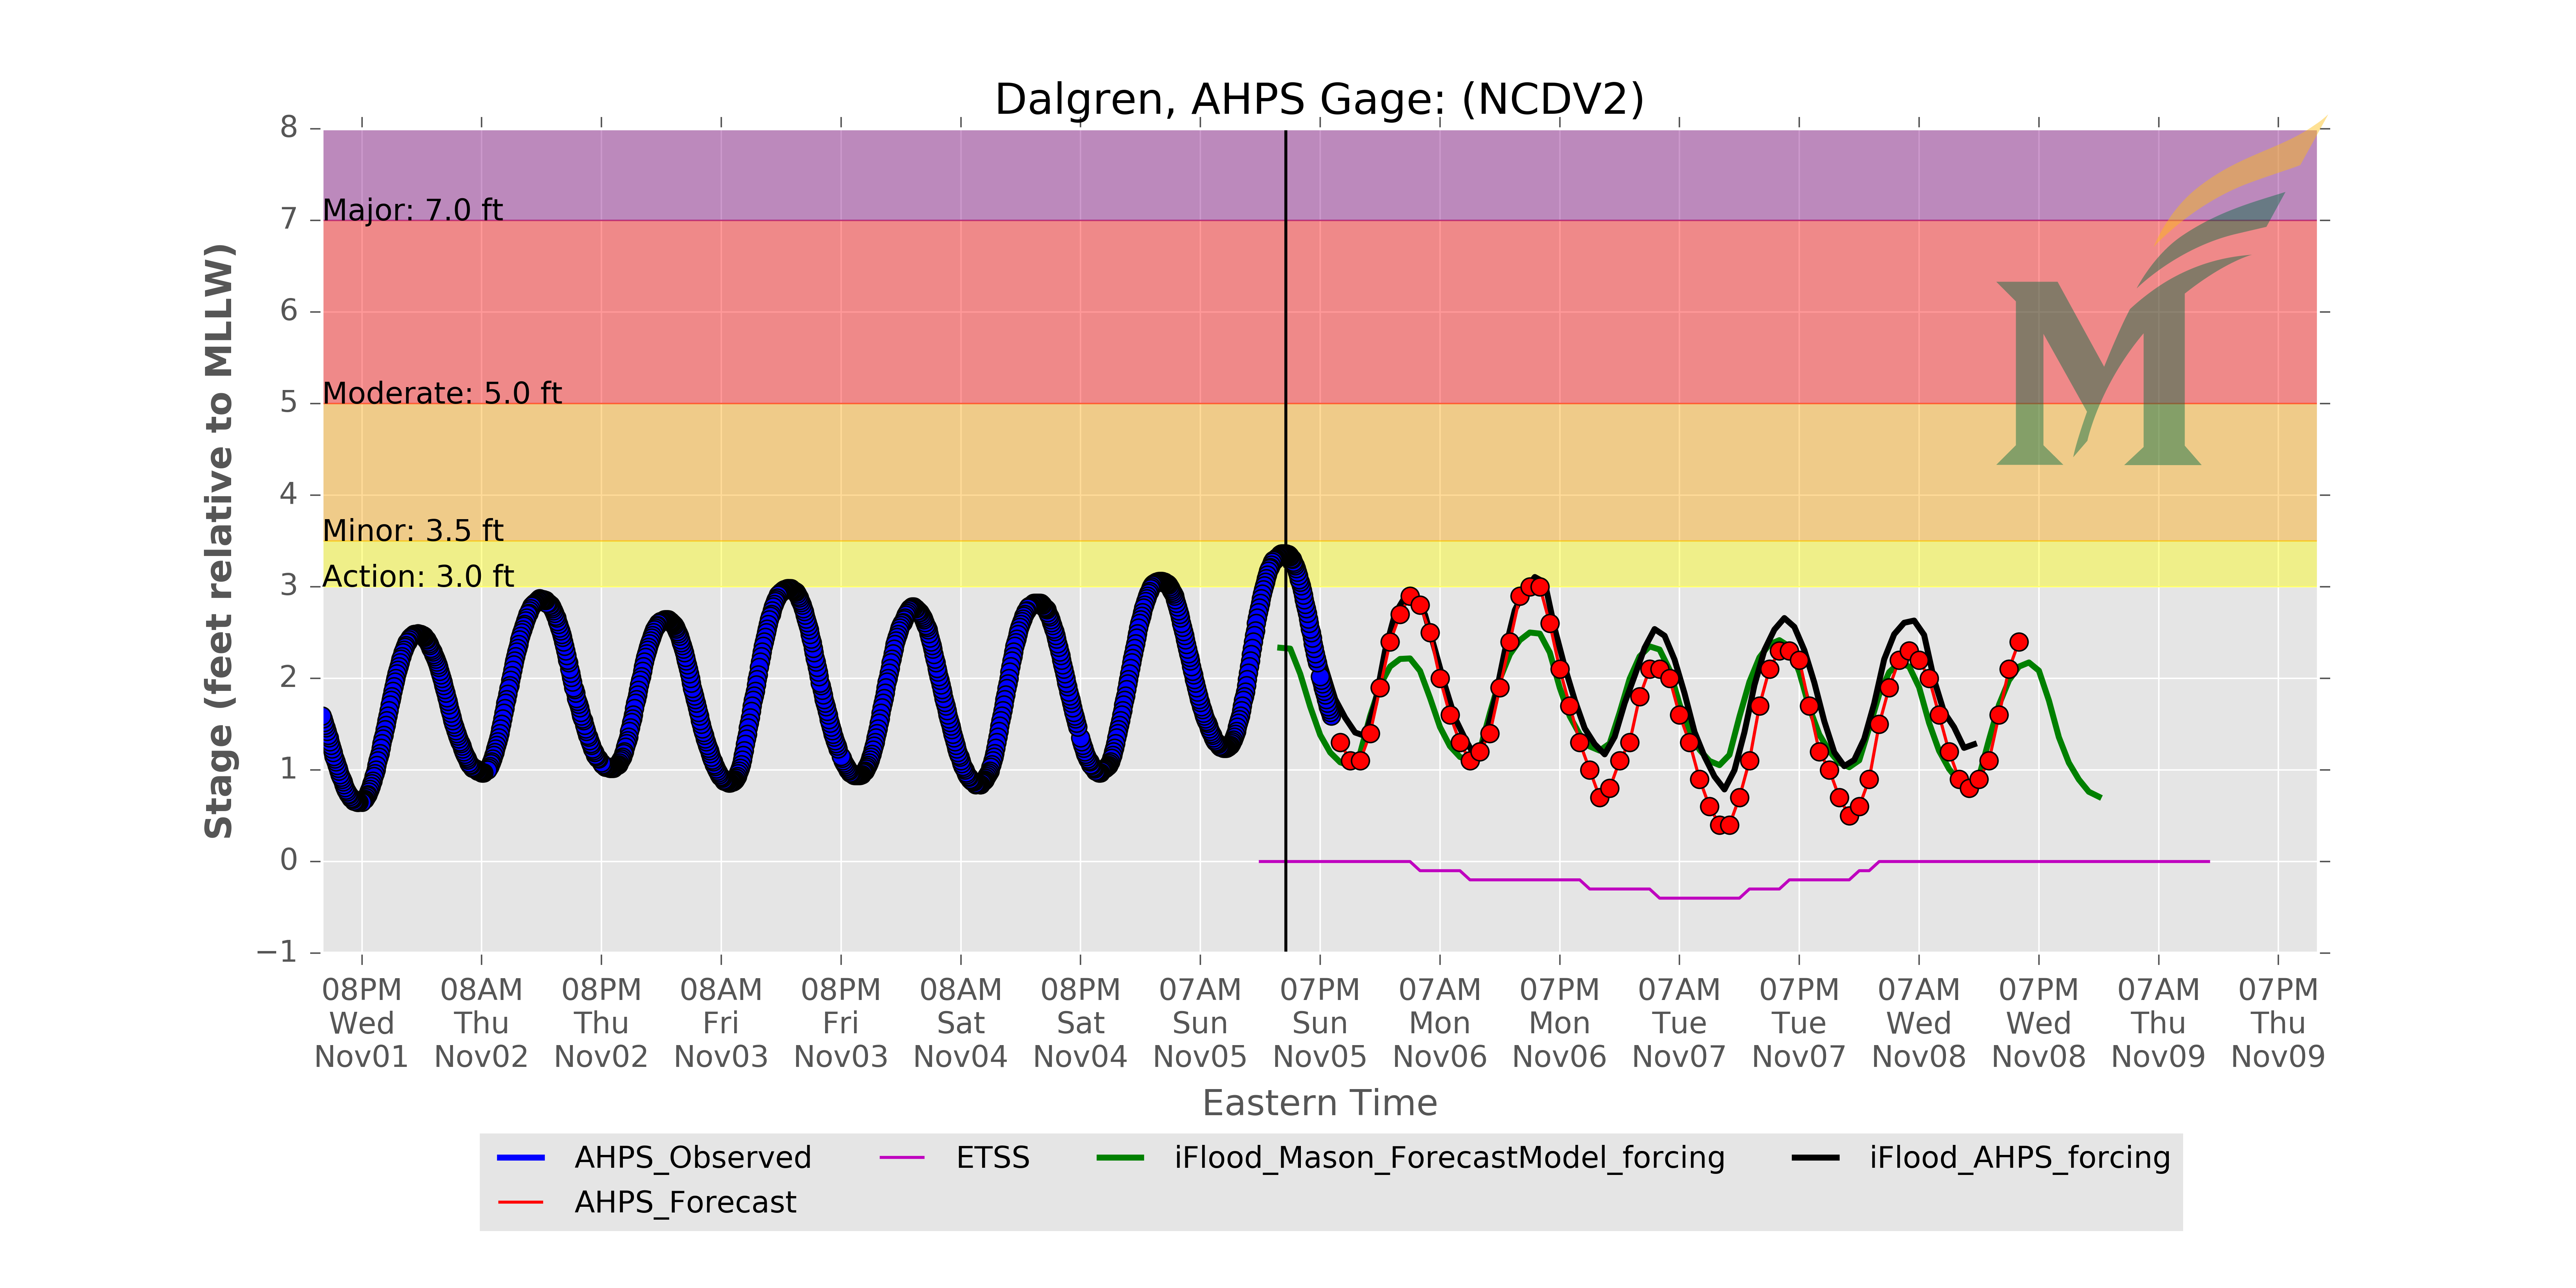 Dalgren, AHPS Gage: (NCDV2)
8
7
6
5
4
3
2
1
0
−1
Stage (feet relative to MLLW)
Major: 7.0 ft
Moderate: 5.0 ft
Minor: 3.5 ft
Action: 3.0 ft
M
08PM 08AM 08PM 08AM 08PM 08AM 08PM 07AM 07PM 07AM 07PM 07AM 07PM 07AM 07PM 07AM 07PM
Wed Thu Thu Fri Fri Sat Sat Sun Sun Mon Mon Tue Tue Wed Wed Thu Thu
Nov01 Nov02 Nov02 Nov03 Nov03 Nov04 Nov04 Nov05 Nov05 Nov06 Nov06 Nov07 Nov07 Nov08 Nov08 Nov09 Nov09
Eastern Time
AHPS_Observed ETSS iFlood_Mason_ForecastModel_forcing iFlood_AHPS_forcing
AHPS_Forecast